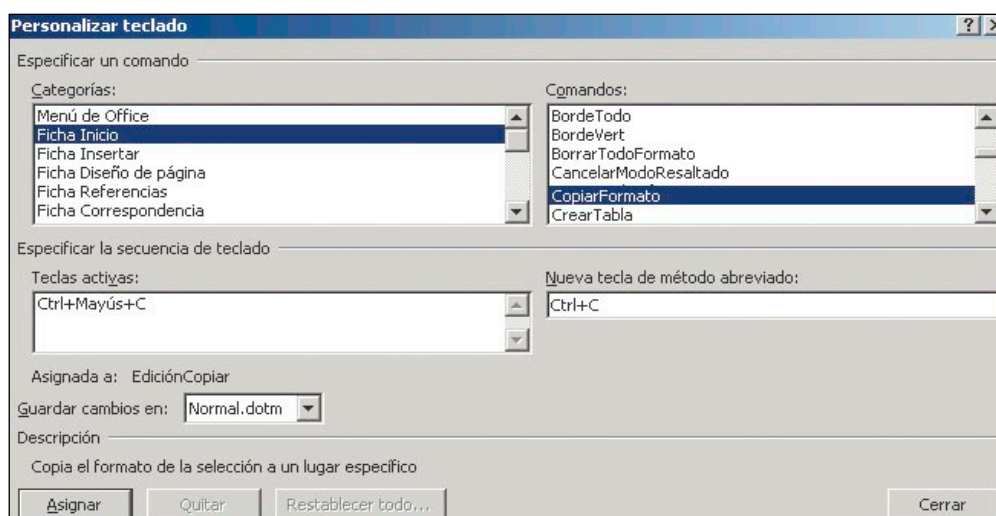 Personalizar teclado
Especificar un comando
Categorías:
Menú de Office
Ficha Inicio
Ficha Insertar
Ficha Diseño de página
Ficha Referencias
Ficha Correspondencia
Comandos:
BordeTodo
BordeVert
BorrarTodoFormato
CancelarModoResaltado
CopiarFormato
CrearTabla
Especificar la secuencia de teclado
Teclas activas:
Ctrl+Mayús+C
Nueva tecla de método abreviado:
Ctrl+C
Asignada a: EdiciónCopiar
Guardar cambios en: Normal.dotm
Descripción
Copia el formato de la selección a un lugar específico
Asignar Quitar Restablecer todo... Cerrar